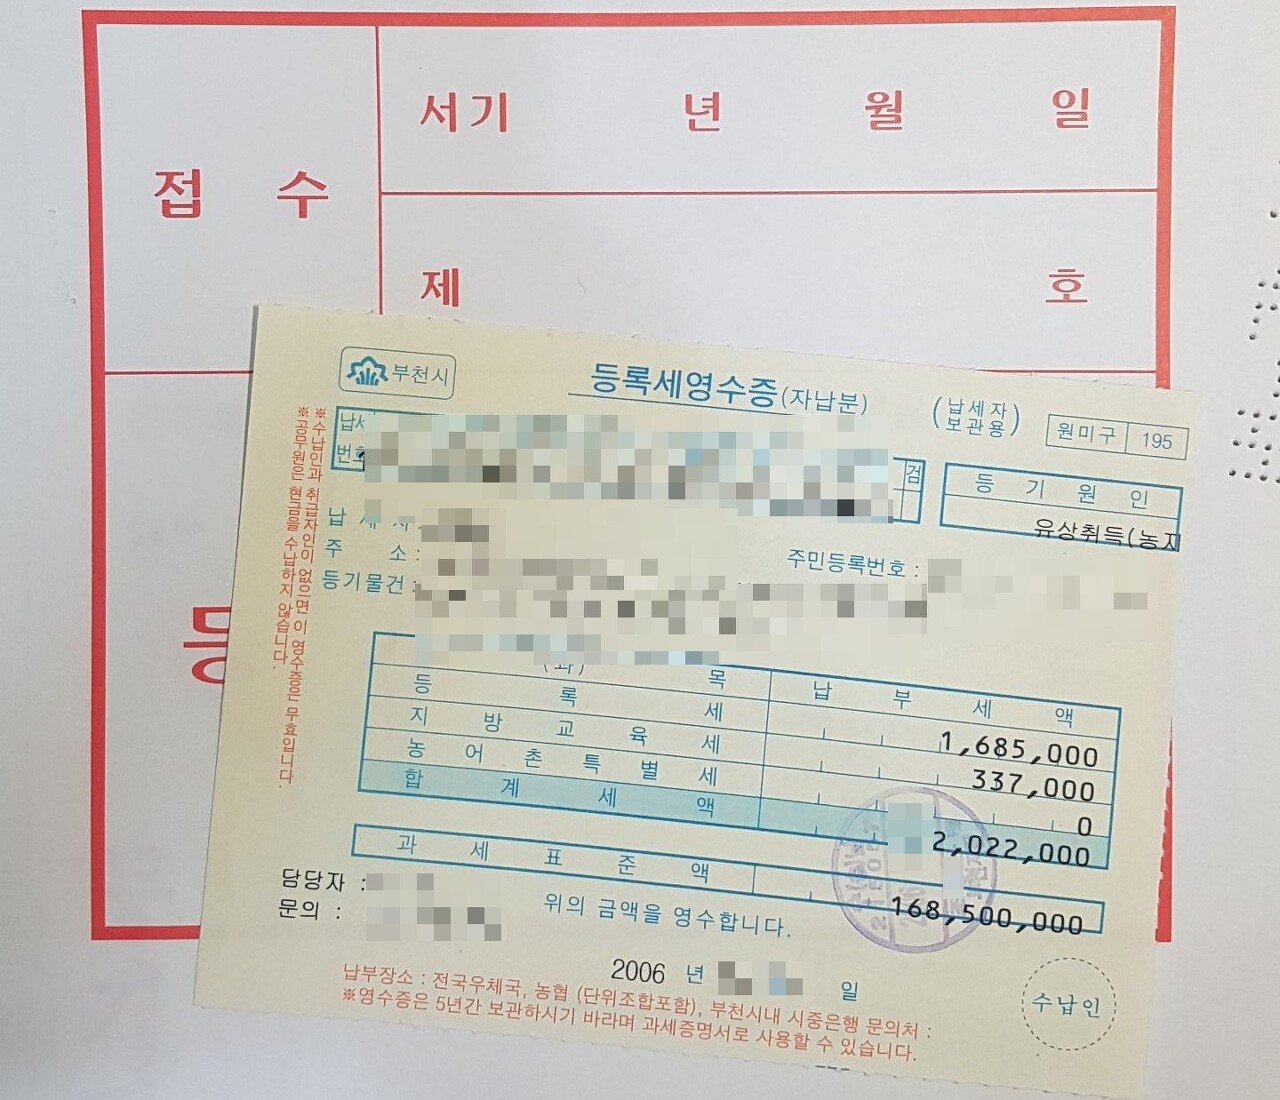 접 수
서기 년 월 일
제 호
부천시
등록세영수증(자납분)
(납세자 보관용)
원미구 195
※수납인과 취급자인이 없으면 이 영수증은 무효입니다.
※공무원은 현금을 수납하지 않습니다.
번호
검
등 기 원 인
유상취득(농지
납 세 자 :
주 소 :
주민등록번호 :
등기물건 :
목 납 부 세 액
등 록 세 1,685,000
지 방 교 육 세 337,000
농 어 촌 특 별 세 0
합 계 세 액 2,022,000
과 세 표 준 액 168,500,000
담당자 :
문의 :
위의 금액을 영수합니다.
2006 년 일
수납인
납부장소 : 전국우체국, 농협 (단위조합포함), 부천시내 시중은행 문의처 :
※영수증은 5년간 보관하시기 바라며 과세증명서로 사용할 수 있습니다.